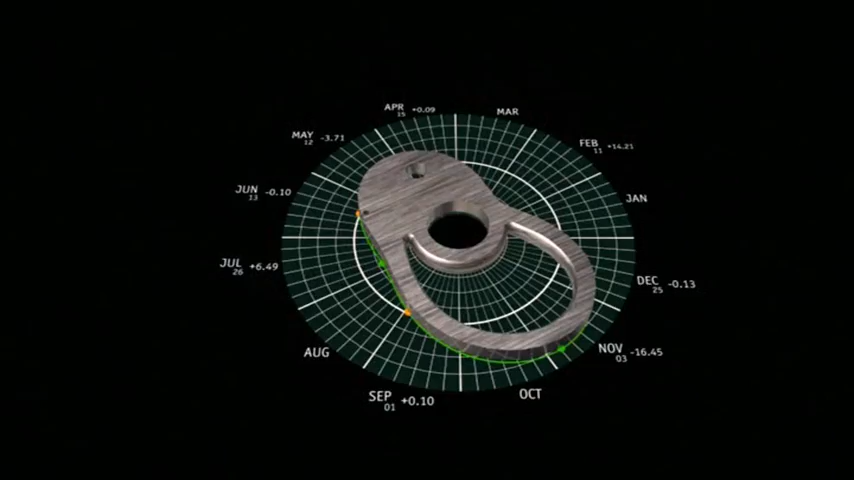 APR +0.09
15
MAR
MAY -3.71
12
FEB +14.21
11
JUN -0.10
13
JAN
JUL +6.49
26
DEC -0.13
25
AUG
NOV -16.45
03
SEP +0.10
01
OCT